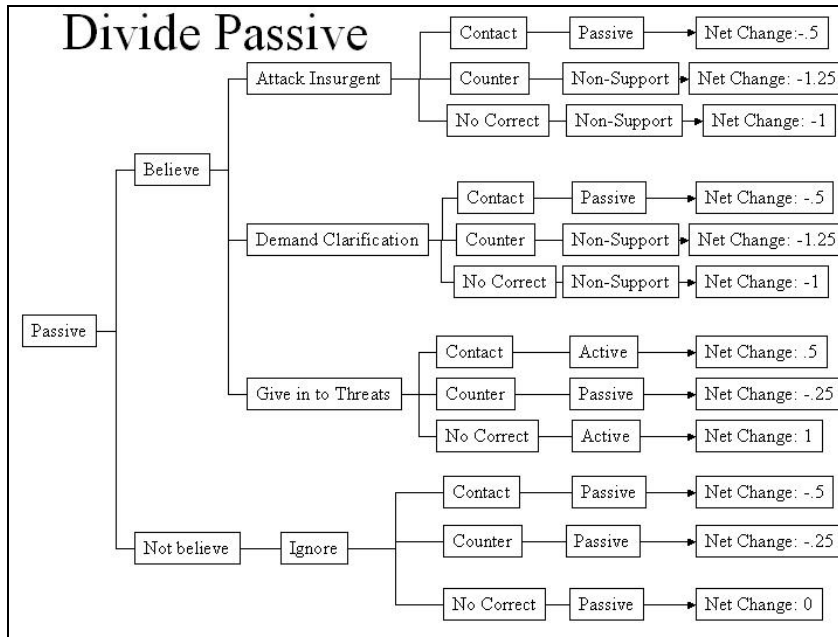 Divide Passive
Contact Passive Net Change:-.5
Attack Insurgent Counter Non-Support Net Change: -1.25
No Correct Non-Support Net Change: -1
Believe
Contact Passive Net Change: -.5
Demand Clarification Counter Non-Support Net Change: -1.25
No Correct Non-Support Net Change: -1
Passive
Contact Active Net Change: .5
Give in to Threats Counter Passive Net Change: -.25
No Correct Active Net Change: 1
Contact Passive Net Change: -.5
Not believe Ignore Counter Passive Net Change: -.25
No Correct Passive Net Change: 0